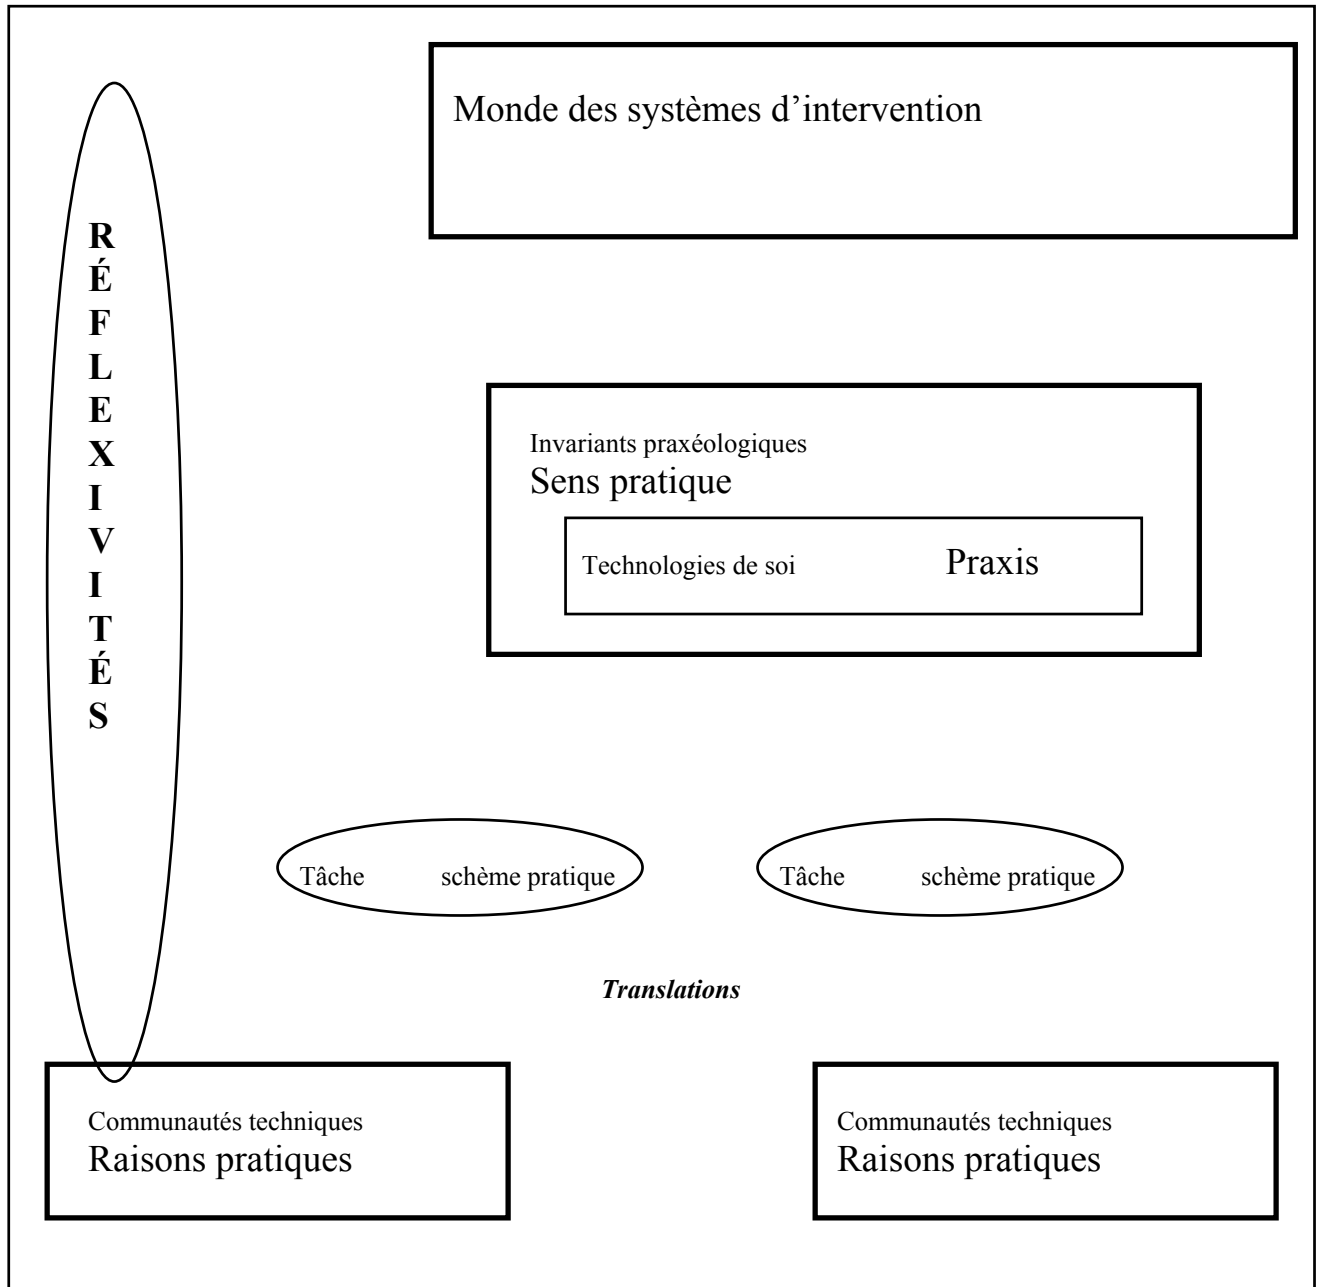 Monde des systèmes d’intervention
R
É
F
L
E
X
I
V
I
T
É
S
Invariants praxéologiques
Sens pratique
Technologies de soi Praxis
Tâche schème pratique
Tâche schème pratique
Translations
Communautés techniques
Raisons pratiques
Communautés techniques
Raisons pratiques